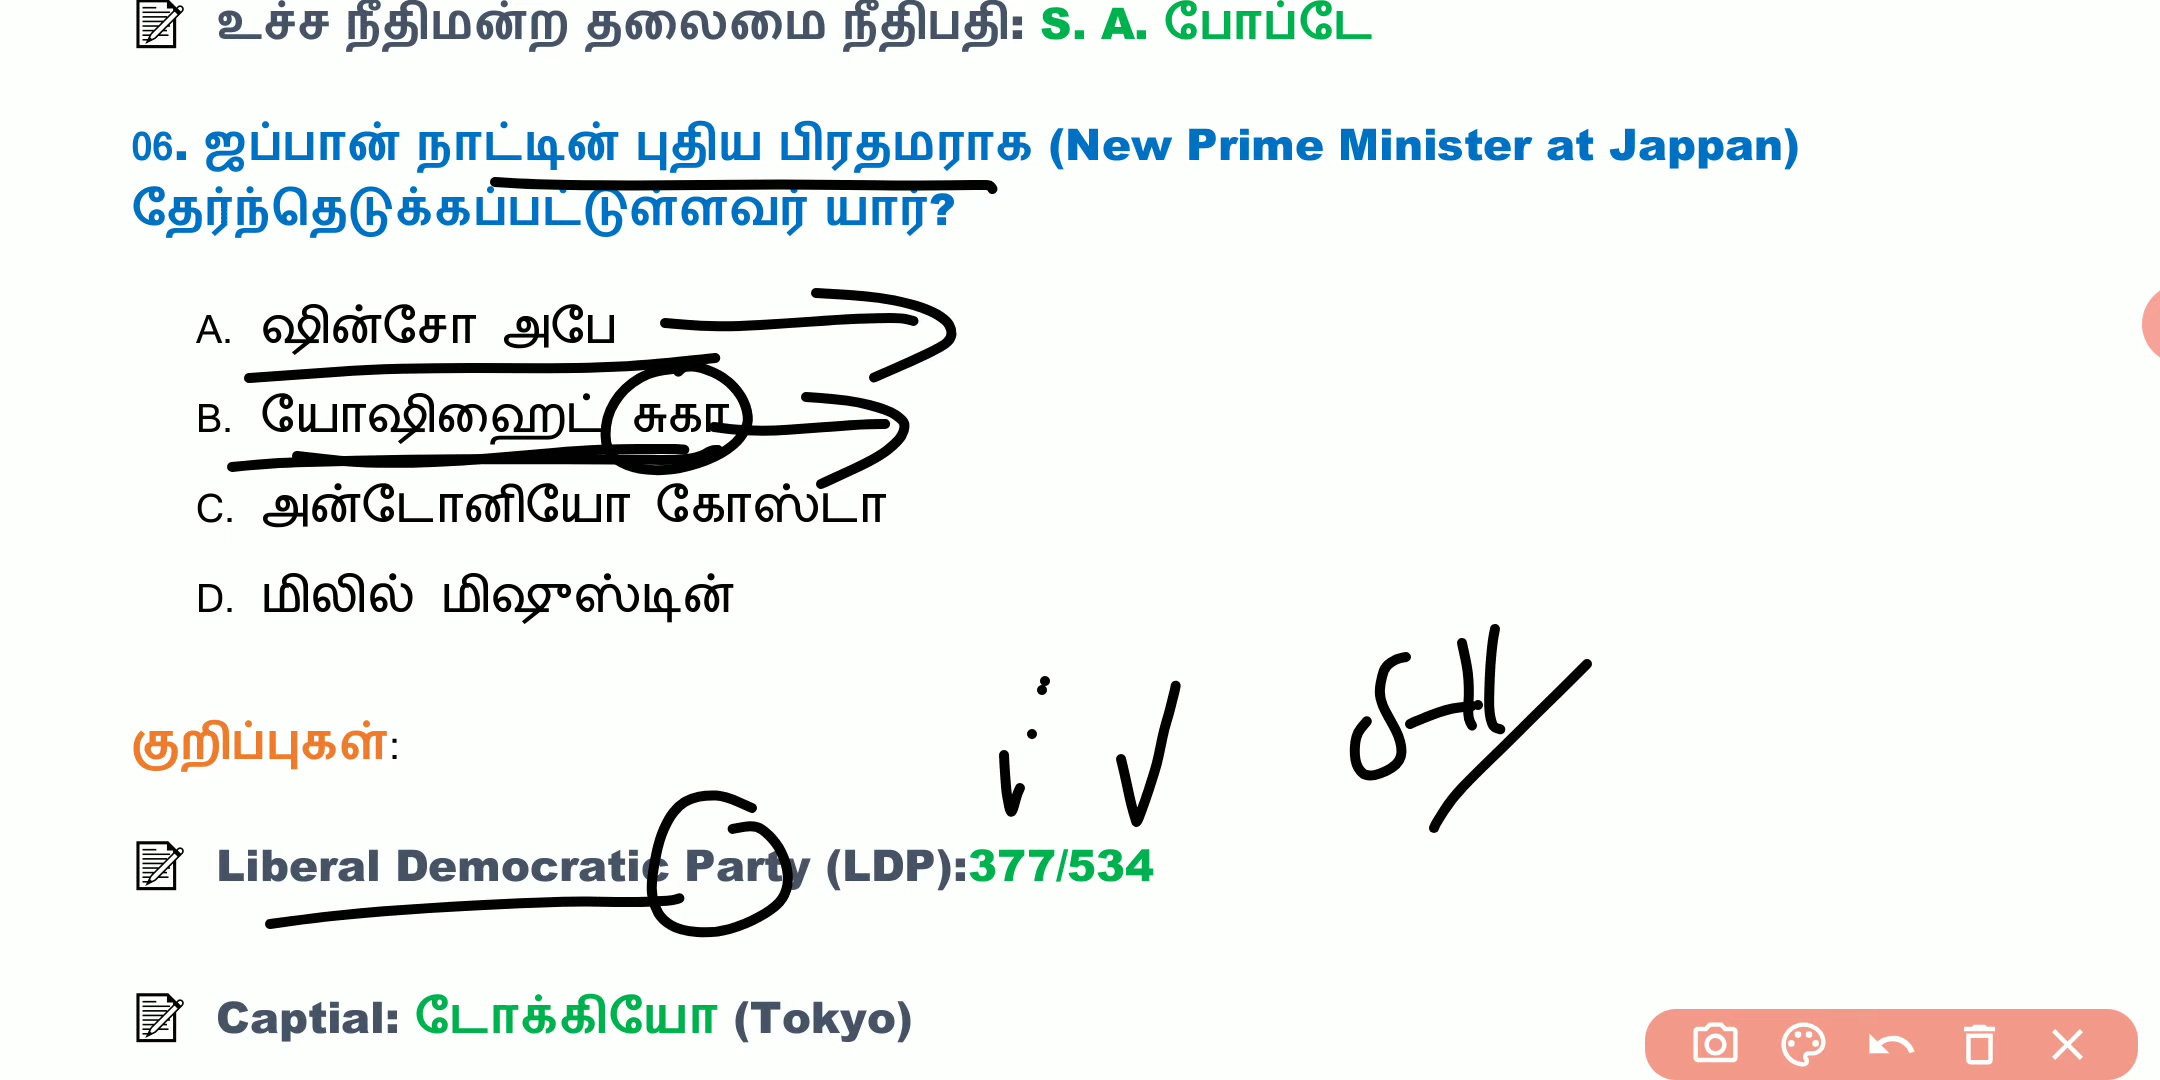 உச்ச நீதிமன்ற தலைமை நீதிபதி: S. A. போப்டே
06. ஜப்பான் நாட்டின் புதிய பிரதமராக (New Prime Minister at Jappan)
தேர்ந்தெடுக்கப்பட்டுள்ளவர் யார்?
A. ஷின்சோ அபே
B. யோஷிஹைட் சுகா
C. அன்டோனியோ கோஸ்டா
D. மிலில் மிஷுஸ்டின்
குறிப்புகள்:
Liberal Democratic Party (LDP):377/534
Captial: டோக்கியோ (Tokyo)